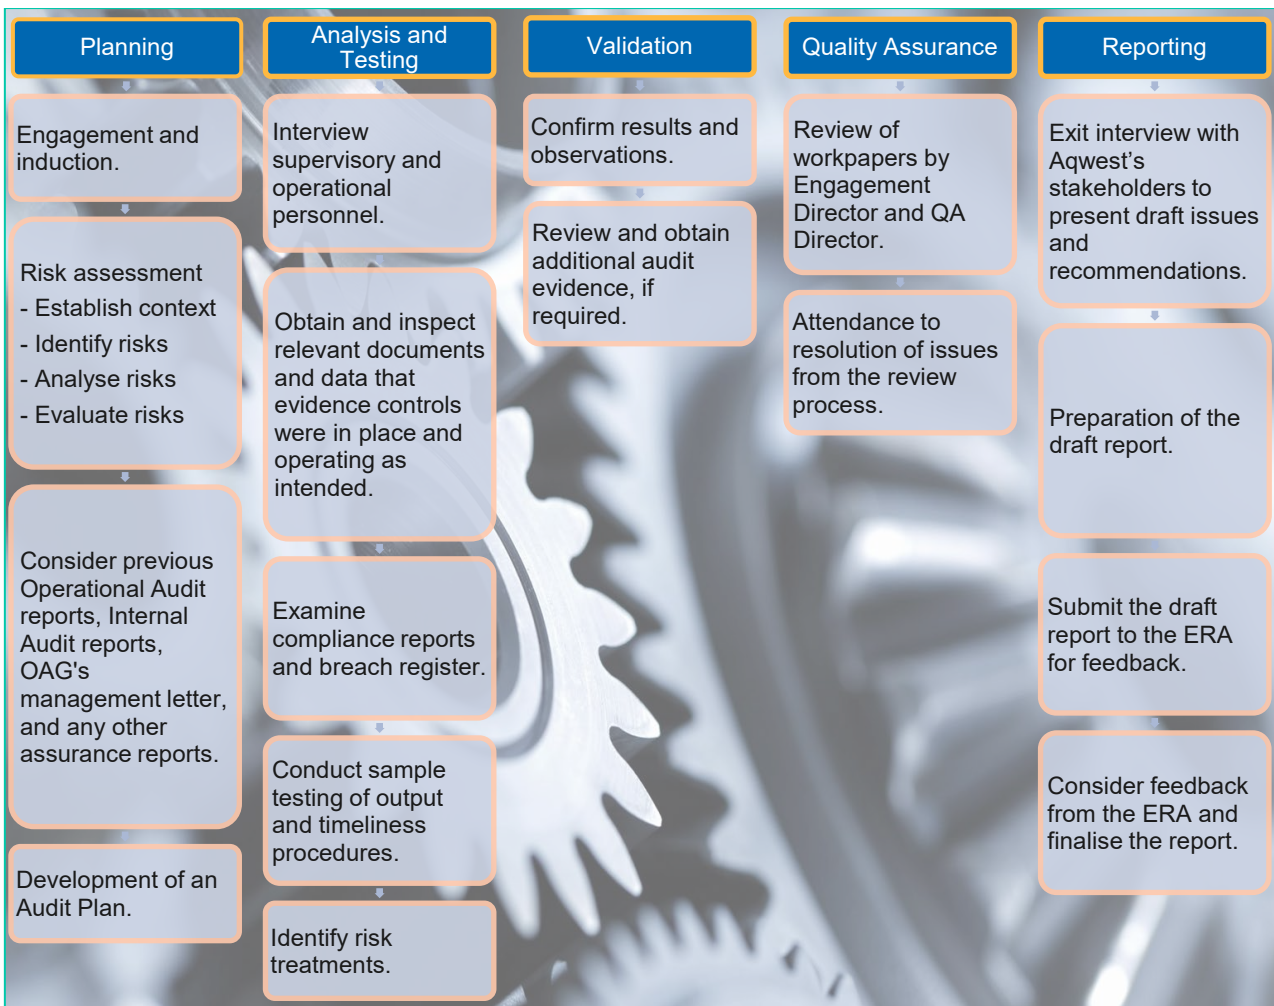 Planning
Engagement and
induction.
Risk assessment
- Establish context
- Identify risks
- Analyse risks
- Evaluate risks
Consider previous
Operational Audit
reports, Internal
Audit reports,
OAG's
management letter,
and any other
assurance reports.
Development of an
Audit Plan.
Analysis and
Testing
Interview
supervisory and
operational
personnel.
Obtain and inspect
relevant documents
and data that
evidence controls
were in place and
operating as
intended.
Examine
compliance reports
and breach register.
Conduct sample
testing of output
and timeliness
procedures.
Identify risk
treatments.
Validation
Confirm results and
observations.
Review and obtain
additional audit
evidence, if
required.
Quality Assurance
Review of
workpapers by
Engagement
Director and QA
Director.
Attendance to
resolution of issues
from the review
process.
Reporting
Exit interview with
Aqwest’s
stakeholders to
present draft issues
and
recommendations.
Preparation of the
draft report.
Submit the draft
report to the ERA
for feedback.
Consider feedback
from the ERA and
finalise the report.